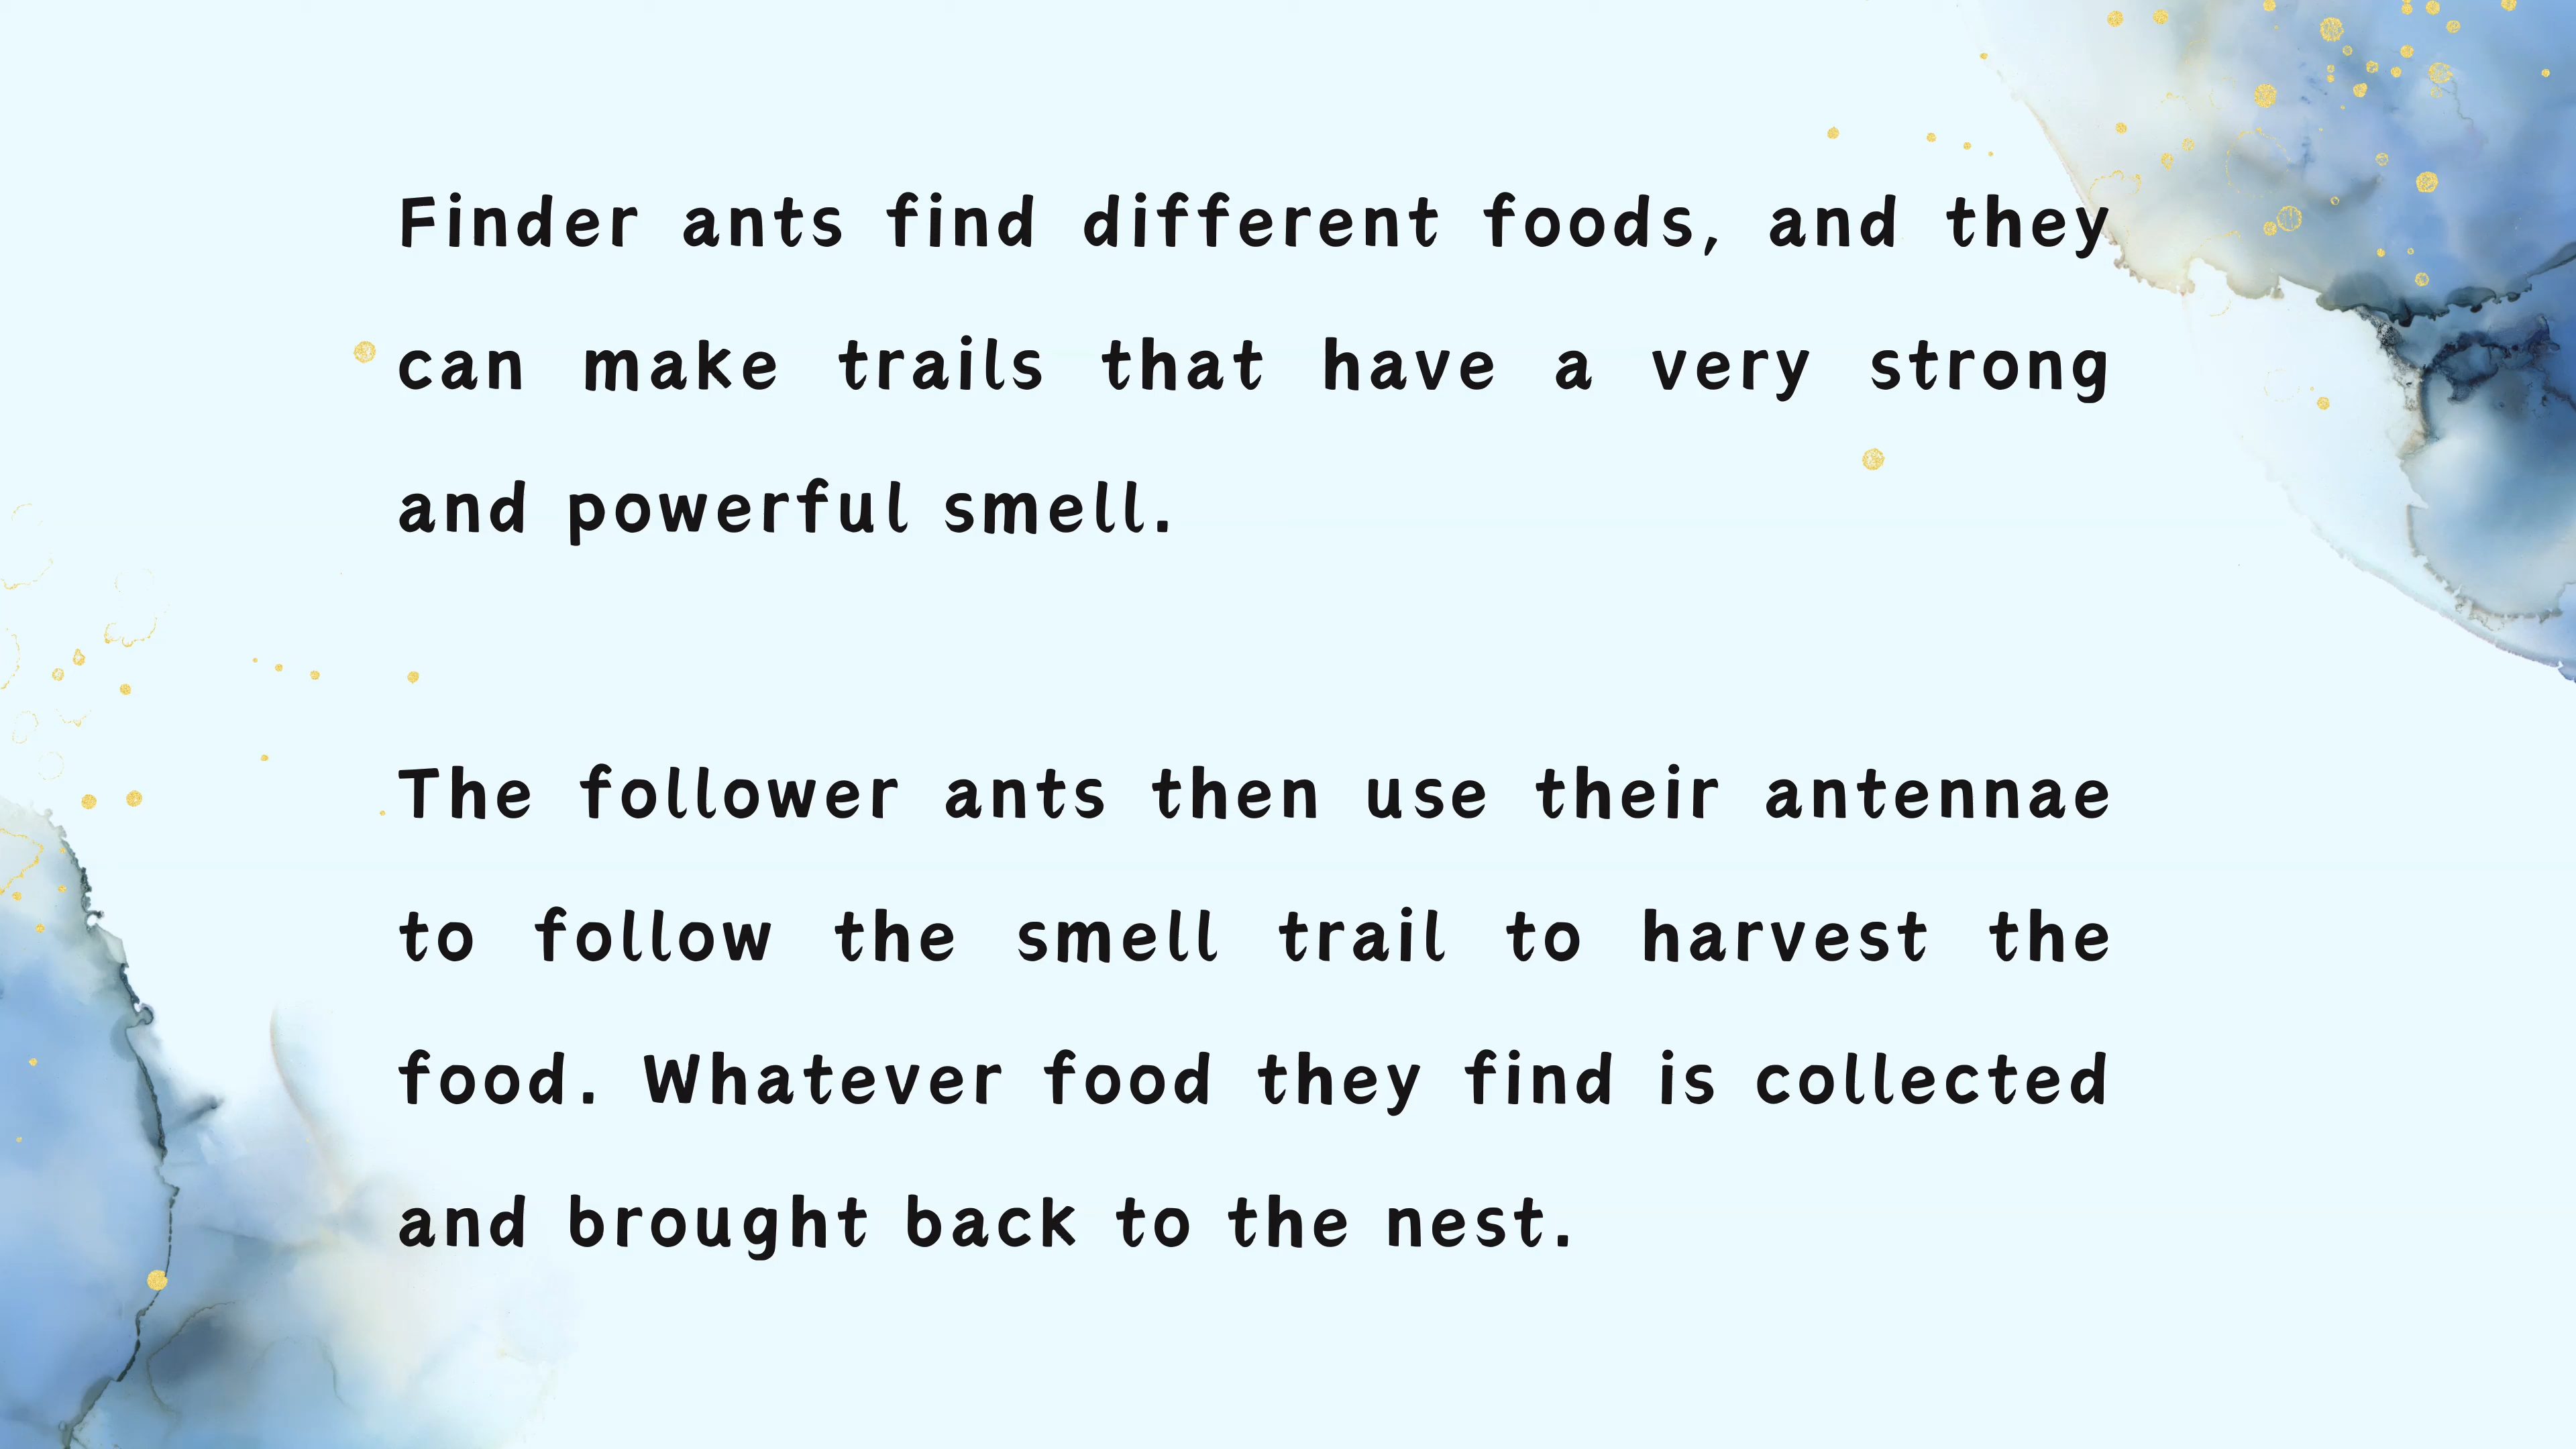 Finder ants find different foods, and they
can make trails that have a very strong
and powerful smell.
The follower ants then use their antennae
to follow the smell trail to harvest the
food. Whatever food they find is collected
and brought back to the nest.